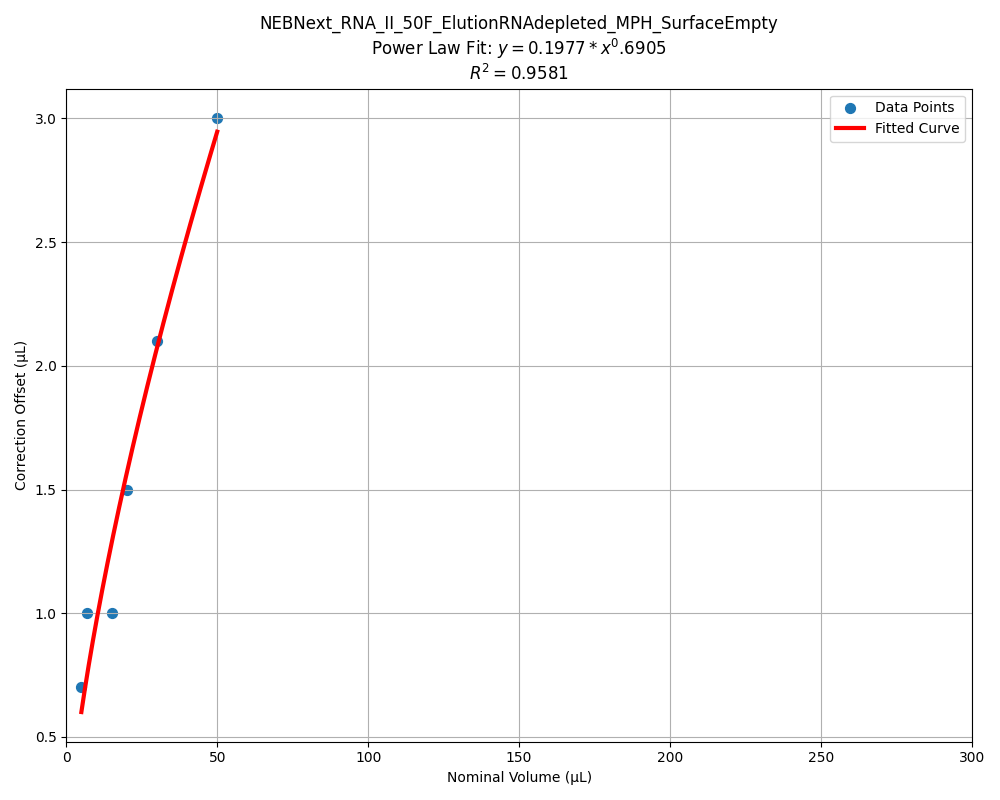 NEBNext_RNA_II_50F_ElutionRNAdepleted_MPH_SurfaceEmpty
Power Law Fit: y = 0.1977 * x⁰.6905
R² = 0.9581
Data Points
Fitted Curve
3.0
2.5
2.0
1.5
1.0
0.5
Correction Offset (μL)
0 50 100 150 200 250 300
Nominal Volume (μL)